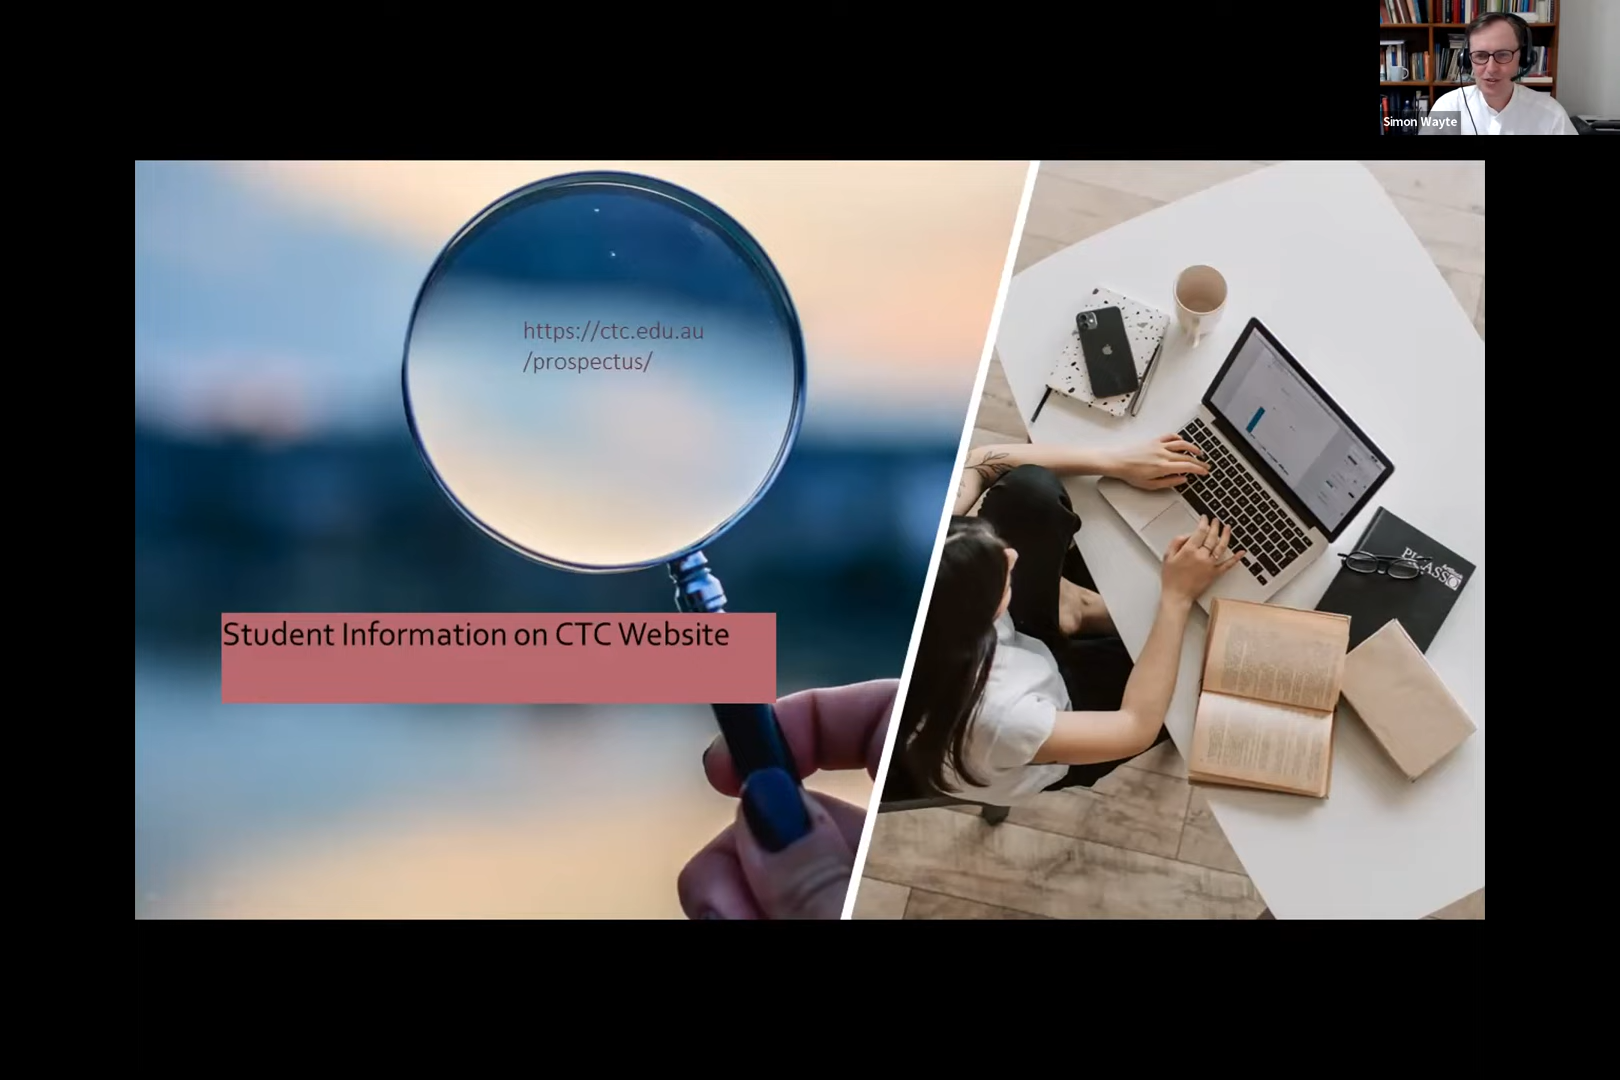 Simon Wayte
https://ctc.edu.au
/prospectus/
Student Information on CTC Website
PICASSO